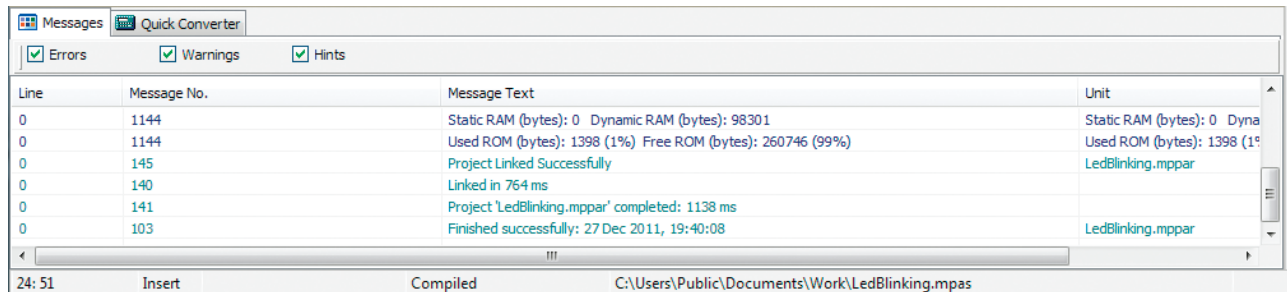 Messages Quick Converter
Errors Warnings Hints
Line Message No. Message Text Unit
0 1144 Static RAM (bytes): 0 Dynamic RAM (bytes): 98301 Static RAM (bytes): 0 Dyna
0 1144 Used ROM (bytes): 1398 (1%) Free ROM (bytes): 260746 (99%) Used ROM (bytes): 1398 (1%
0 145 Project Linked Successfully LedBlinking.mppar
0 140 Linked in 764 ms
0 141 Project 'LedBlinking.mppar' completed: 1138 ms
0 103 Finished successfully: 27 Dec 2011, 19:40:08 LedBlinking.mppar
24: 51 Insert Compiled C:\Users\Public\Documents\Work\LedBlinking.mpas